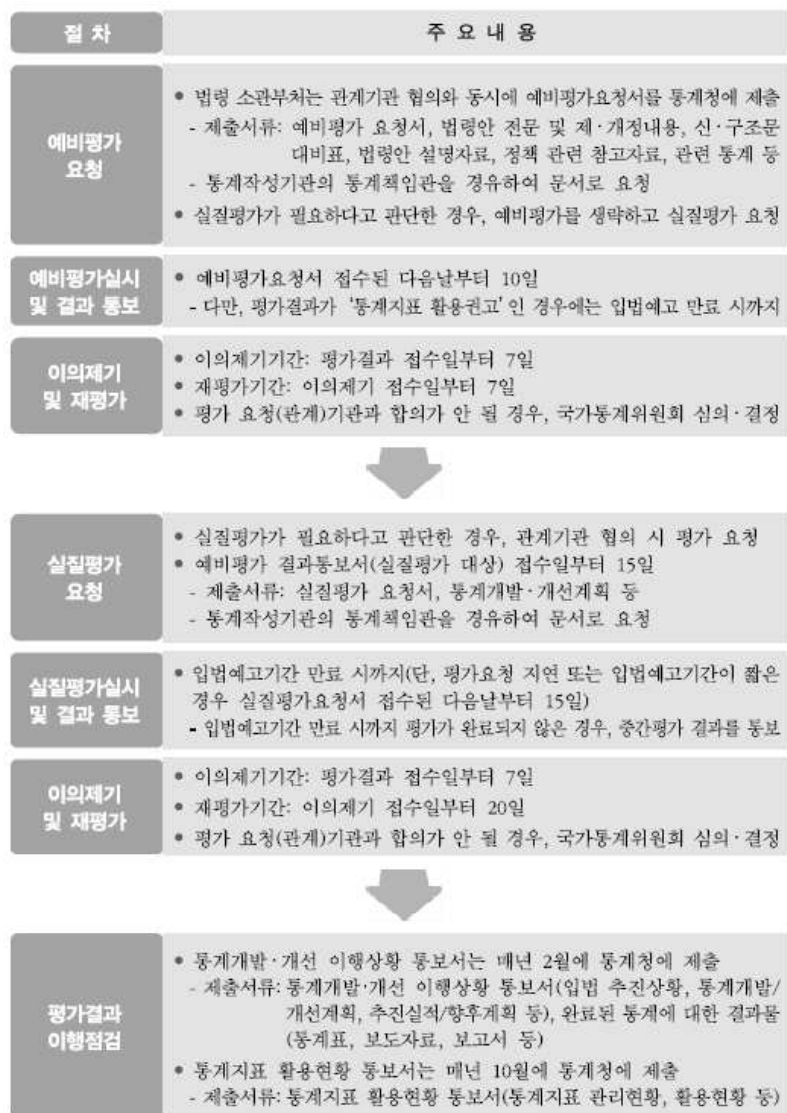 절 차
주 요 내 용
예비평가
요청
• 법령 소관부처는 관계기관 협의와 동시에 예비평가요청서를 통계청에 제출
- 제출서류: 예비평가 요청서, 법령안 전문 및 제·개정내용, 신·구조문
대비표, 법령안 설명자료, 정책 관련 참고자료, 관련 통계 등
- 통계작성기관의 통계책임관을 경유하여 문서로 요청
• 실질평가가 필요하다고 판단한 경우, 예비평가를 생략하고 실질평가 요청
예비평가실시
및 결과 통보
• 예비평가요청서 접수된 다음날부터 10일
- 다만, 평가결과가 '통계지표 활용권고'인 경우에는 입법예고 만료 시까지
이의제기
및 재평가
• 이의제기기간: 평가결과 접수일부터 7일
• 재평가기간: 이의제기 접수일부터 7일
• 평가 요청(관계)기관과 합의가 안 될 경우, 국가통계위원회 심의·결정
실질평가
요청
• 실질평가가 필요하다고 판단한 경우, 관계기관 협의 시 평가 요청
• 예비평가 결과통보서(실질평가 대상) 접수일부터 15일
- 제출서류: 실질평가 요청서, 통계개발·개선계획 등
- 통계작성기관의 통계책임관을 경유하여 문서로 요청
실질평가실시
및 결과 통보
• 입법예고기간 만료 시까지(단, 평가요청 지연 또는 입법예고기간이 짧은
경우 실질평가요청서 접수된 다음날부터 15일)
- 입법예고기간 만료 시까지 평가가 완료되지 않은 경우, 중간평가 결과를 통보
이의제기
및 재평가
• 이의제기기간: 평가결과 접수일부터 7일
• 재평가기간: 이의제기 접수일부터 20일
• 평가 요청(관계)기관과 합의가 안 될 경우, 국가통계위원회 심의·결정
평가결과
이행점검
• 통계개발·개선 이행상황 통보서는 매년 2월에 통계청에 제출
- 제출서류: 통계개발·개선 이행상황 통보서(입법 추진상황, 통계개발/
개선계획, 추진실적/향후계획 등), 완료된 통계에 대한 결과물
(통계표, 보도자료, 보고서 등)
• 통계지표 활용현황 통보서는 매년 10월에 통계청에 제출
- 제출서류: 통계지표 활용현황 통보서(통계지표 관리현황, 활용현황 등)